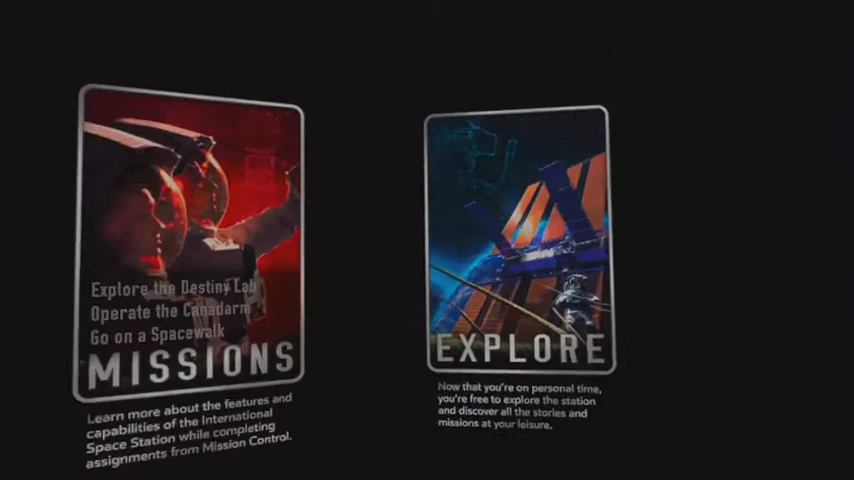 Explore the Destiny Lab
Operate the Canadarm
Go on a Spacewalk
MISSIONS
Learn more about the features and
capabilities of the International
Space Station while completing
assignments from Mission Control.
EXPLORE
Now that you're on personal time,
you're free to explore the station
and discover all the stories and
missions at your leisure.